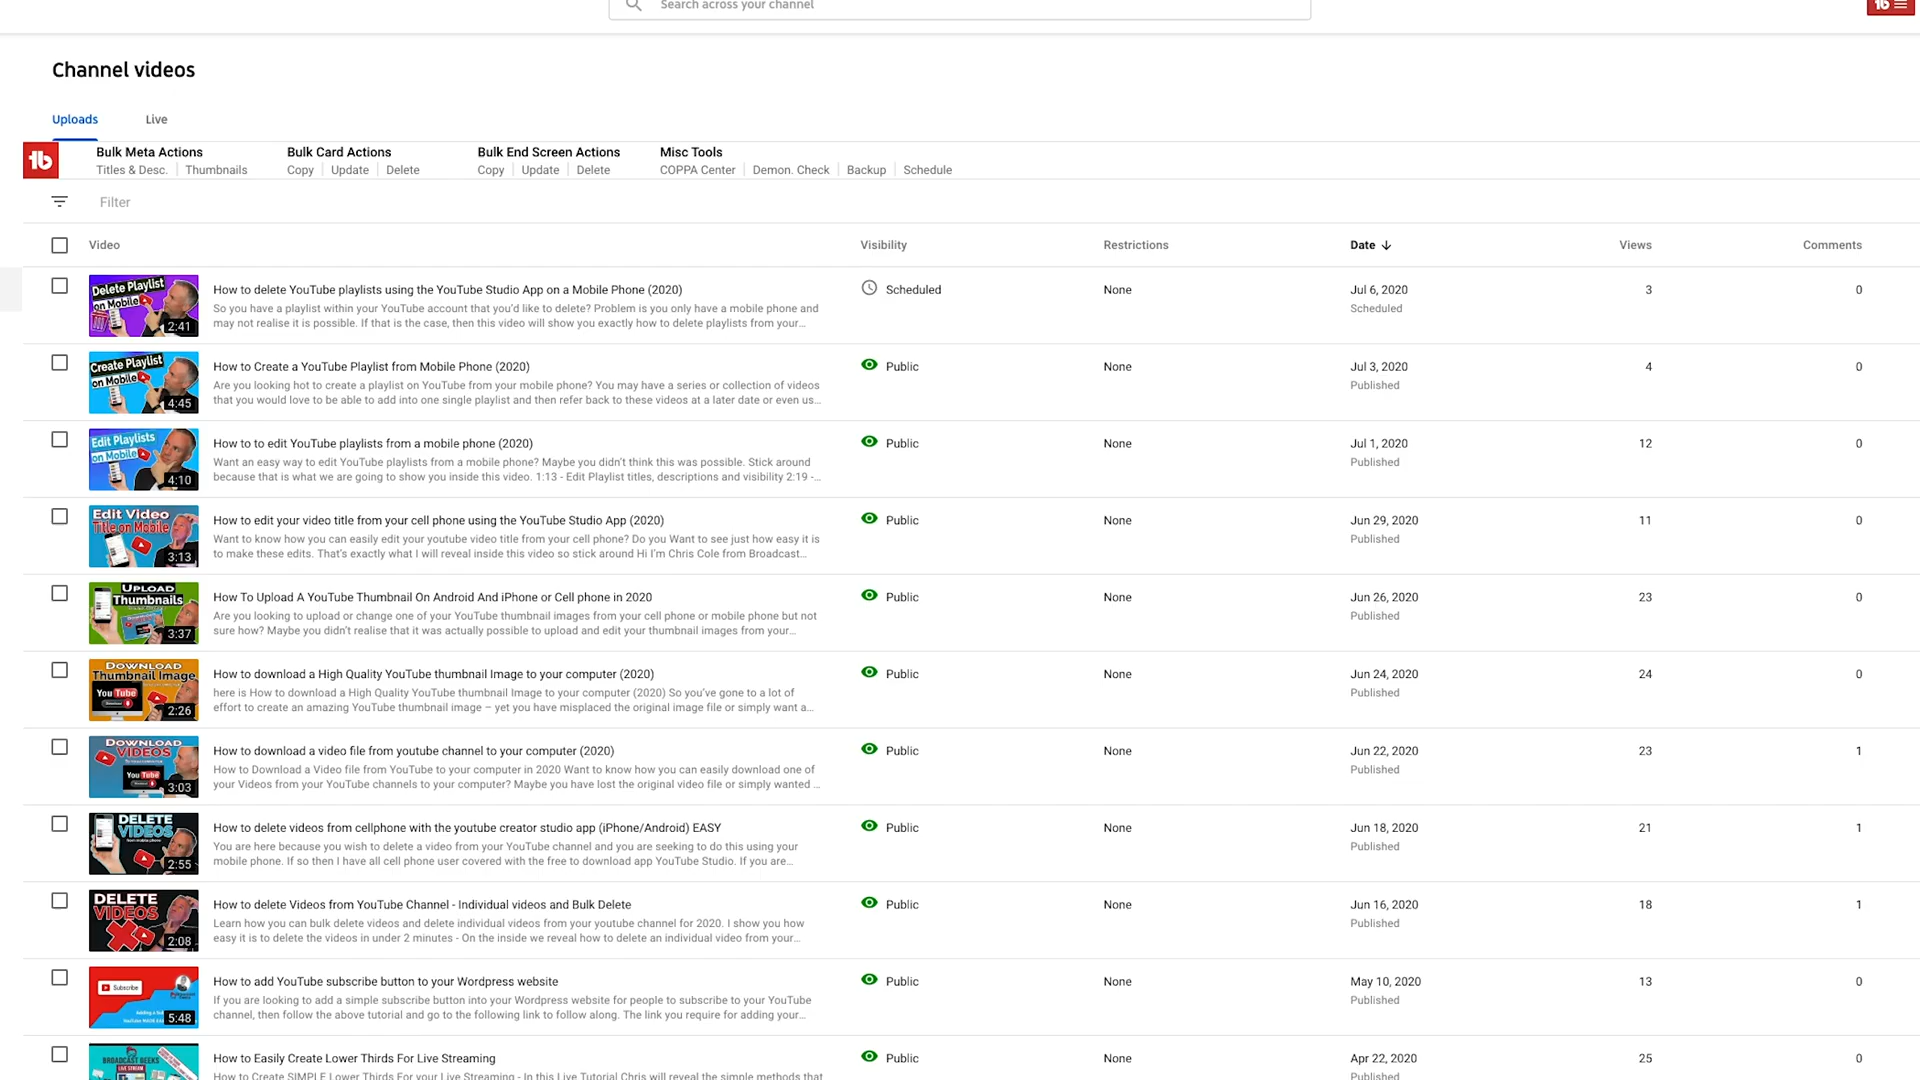 Search across your channel
Channel videos
Uploads Live
Bulk Meta Actions Bulk Card Actions Bulk End Screen Actions Misc Tools
Titles & Desc. Thumbnails Copy Update Delete Copy Update Delete COPPA Center Demon. Check Backup Schedule
Filter
Video Visibility Restrictions Date Views Comments
Delete Playlist
on Mobile
2:41
How to delete YouTube playlists using the YouTube Studio App on a Mobile Phone (2020) Scheduled None Jul 6, 2020 3 0
So you have a playlist within your YouTube account that you'd like to delete? Problem is you only have a mobile phone and Scheduled
may not realise it is possible. If that is the case, then this video will show you exactly how to delete playlists from your...
Create Playlist
on Mobile
4:45
How to Create a YouTube Playlist from Mobile Phone (2020) Public None Jul 3, 2020 4 0
Are you looking hot to create a playlist on YouTube from your mobile phone? You may have a series or collection of videos Published
that you would love to be able to add into one single playlist and then refer back to these videos at a later date or even us...
Edit Playlists
on Mobile
4:10
How to to edit YouTube playlists from a mobile phone (2020) Public None Jul 1, 2020 12 0
Want an easy way to edit YouTube playlists from a mobile phone? Maybe you didn't think this was possible. Stick around Published
because that is what we are going to show you inside this video. 1:13 - Edit Playlist titles, descriptions and visibility 2:19 -...
Edit Video
Title on Mobile
3:13
How to edit your video title from your cell phone using the YouTube Studio App (2020) Public None Jun 29, 2020 11 0
Want to know how you can easily edit your youtube video title from your cell phone? Do you Want to see just how easy it is Published
to make these edits. That's exactly what I will reveal inside this video so stick around Hi I'm Chris Cole from Broadcast...
Upload
Thumbnails
3:37
How To Upload A YouTube Thumbnail On Android And iPhone or Cell phone in 2020 Public None Jun 26, 2020 23 0
Are you looking to upload or change one of your YouTube thumbnail images from your cell phone or mobile phone but not Published
sure how? Maybe you didn't realise that it was actually possible to upload and edit your thumbnail images from your...
Download
Thumbnail Image
YouTube
2:26
How to download a High Quality YouTube thumbnail Image to your computer (2020) Public None Jun 24, 2020 24 0
here is How to download a High Quality YouTube thumbnail Image to your computer (2020) So you've gone to a lot of Published
effort to create an amazing YouTube thumbnail image – yet you have misplaced the original image file or simply want a...
Download
Videos
YouTube
3:03
How to download a video file from youtube channel to your computer (2020) Public None Jun 22, 2020 23 1
How to Download a Video file from YouTube to your computer in 2020 Want to know how you can easily download one of Published
your Videos from your YouTube channels to your computer? Maybe you have lost the original video file or simply wanted ...
DELETE
VIDEOS
2:55
How to delete videos from cellphone with the youtube creator studio app (iPhone/Android) EASY Public None Jun 18, 2020 21 1
You are here because you wish to delete a video from your YouTube channel and you are seeking to do this using your Published
mobile phone. If so then I have all cell phone user covered with the free to download app YouTube Studio. If you are...
DELETE
VIDEOS
2:08
How to delete Videos from YouTube Channel - Individual videos and Bulk Delete Public None Jun 16, 2020 18 1
Learn how you can bulk delete videos and delete individual videos from your youtube channel for 2020. I show you how Published
easy it is to delete the videos in under 2 minutes - On the inside we reveal how to delete an individual video from your...
Subscribe
5:48
How to add YouTube subscribe button to your Wordpress website Public None May 10, 2020 13 0
If you are looking to add a simple subscribe button into your Wordpress website for people to subscribe to your YouTube Published
channel, then follow the above tutorial and go to the following link to follow along. The link you require for adding your...
BROADCAST GEEKS
LIVE STREAM
How to Easily Create Lower Thirds For Live Streaming Public None Apr 22, 2020 25 0
How to Create SIMPLE Lower Thirds For your Live Streaming - In this Live Tutorial Chris will reveal the simple methods that Published